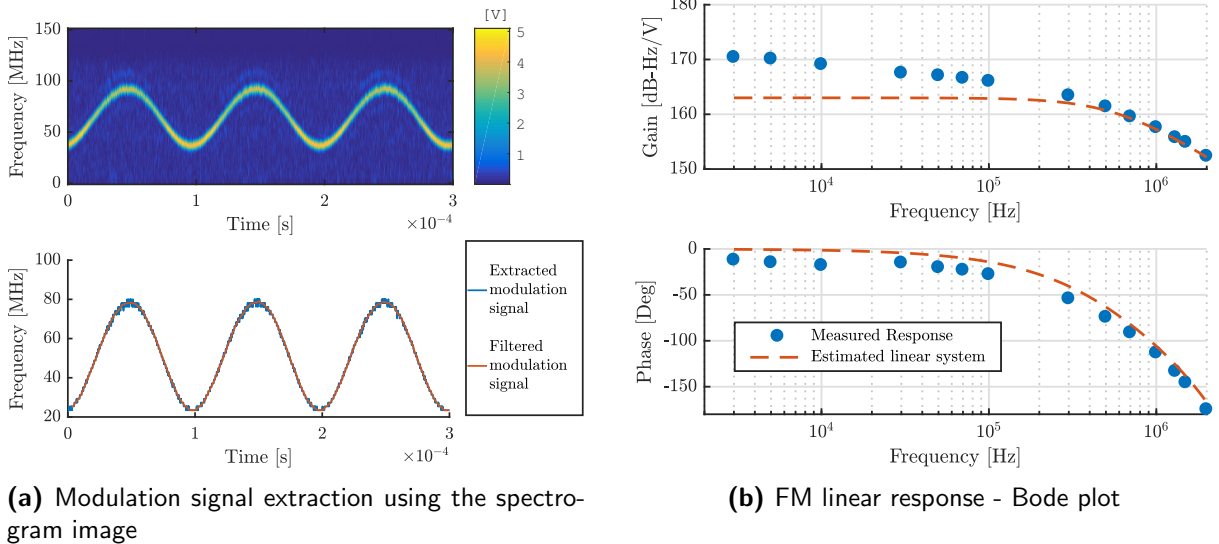 [V]
150
100
50
0
Frequency [MHz]
0
1
2
3
Time [s]
×10⁻⁴
5
4
3
2
1
100
80
60
40
20
Frequency [MHz]
0
1
2
3
Time [s]
×10⁻⁴
Extracted
modulation
signal
Filtered
modulation
signal
(a) Modulation signal extraction using the spectro-
gram image
180
170
160
150
Gain [dB-Hz/V]
10⁴
10⁵
10⁶
Frequency [Hz]
0
-50
-100
-150
Phase [Deg]
Measured Response
Estimated linear system
10⁴
10⁵
10⁶
Frequency [Hz]
(b) FM linear response - Bode plot